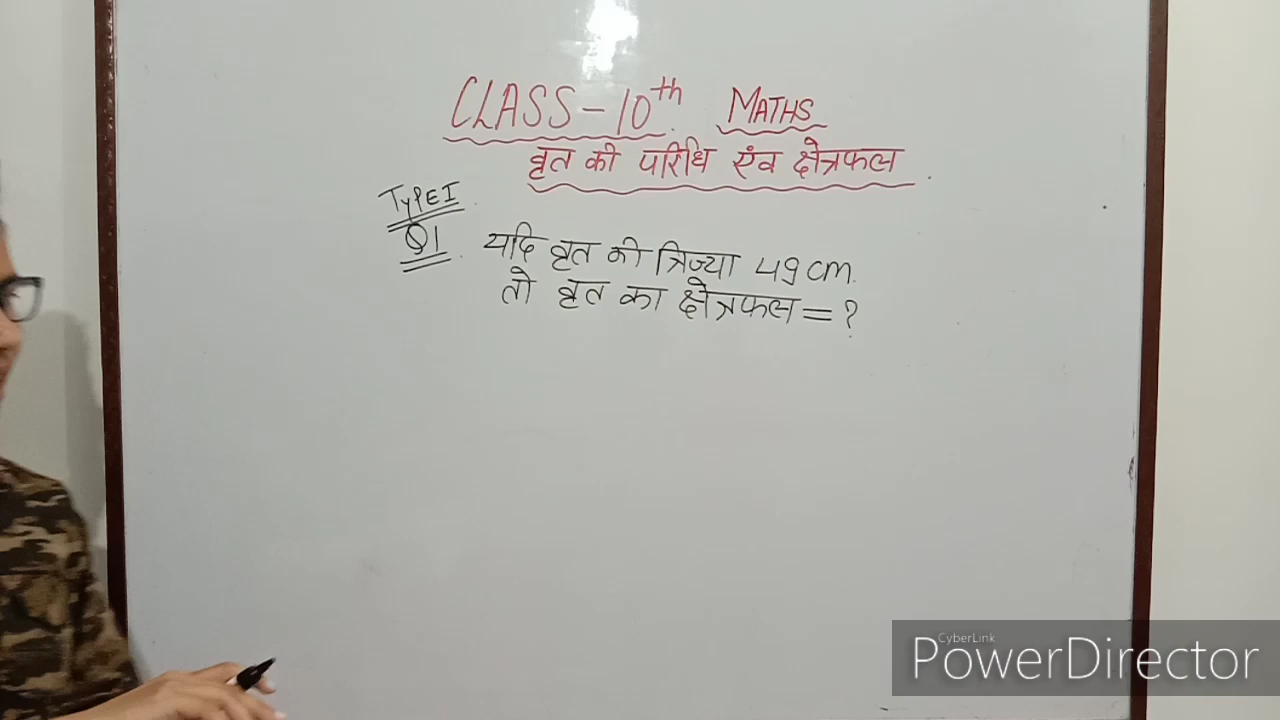 CLASS-10th MATHS
वृत की परिधि एंव क्षेत्रफल
TYPE I
Q1. यदि वृत की त्रिज्या 49 cm.
तो वृत का क्षेत्रफल = ?
CyberLink
PowerDirector